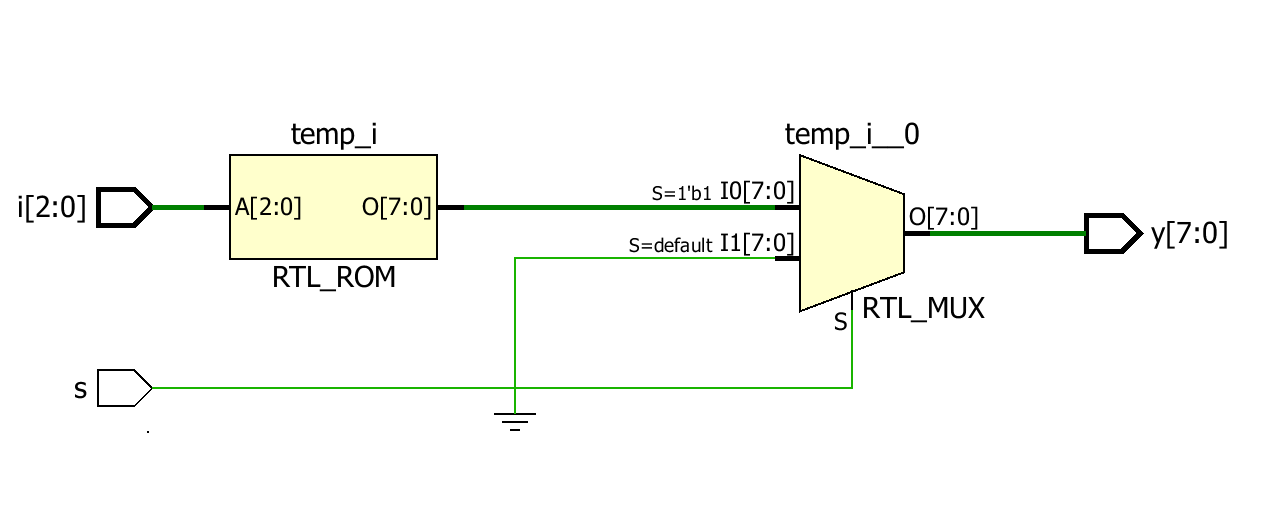 temp_i
temp_i__0
i[2:0]
A[2:0]
O[7:0]
RTL_ROM
S=1'b1 I0[7:0]
S=default I1[7:0]
O[7:0]
y[7:0]
S
RTL_MUX
s